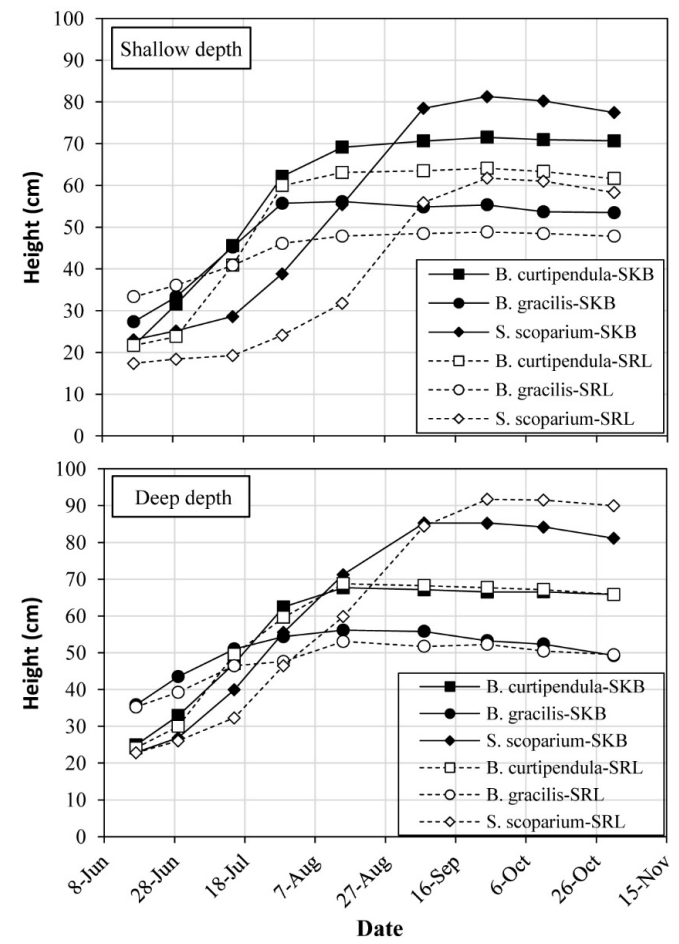 100
Shallow depth
90
80
70
60
50
40
30
20
10
0
Height (cm)
B. curtipendula-SKB
B. gracilis-SKB
S. scoparium-SKB
B. curtipendula-SRL
B. gracilis-SRL
S. scoparium-SRL
100
Deep depth
90
80
70
60
50
40
30
20
10
0
Height (cm)
B. curtipendula-SKB
B. gracilis-SKB
S. scoparium-SKB
B. curtipendula-SRL
B. gracilis-SRL
S. scoparium-SRL
8-Jun
28-Jun
18-Jul
7-Aug
27-Aug
16-Sep
6-Oct
26-Oct
15-Nov
Date